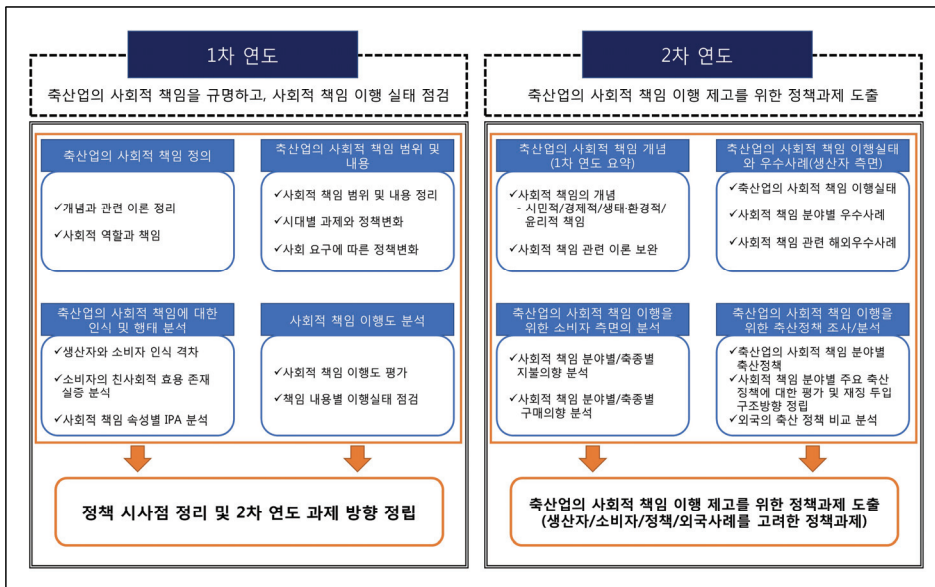 1차 연도
축산업의 사회적 책임을 규명하고, 사회적 책임 이행 실태 점검
축산업의 사회적 책임 정의
✓개념과 관련 이론 정리
✓사회적 역할과 책임
축산업의 사회적 책임 범위 및
내용
✓사회적 책임 범위 및 내용 정리
✓시대별 과제와 정책변화
✓사회 요구에 따른 정책변화
축산업의 사회적 책임에 대한
인식 및 행태 분석
✓생산자와 소비자 인식 격차
✓소비자의 친사회적 효용 존재
실증 분식
✓사회적 책임 속성별 IPA 분석
사회적 책임 이행도 분석
✓사회적 책임 이행도 평가
✓책임 내용별 이행실태 점검
정책 시사점 정리 및 2차 연도 과제 방향 정립
2차 연도
축산업의 사회적 책임 이행 제고를 위한 정책과제 도출
축산업의 사회적 책임 개념
(1차 연도 요약)
✓사회적 책임의 개념
- 시민적/경제적/생태·환경적/
윤리적 책임
✓사회적 책임 관련 이론 보완
축산업의 사회적 책임 이행실태
와 우수사례(생산자 측면)
✓축산업의 사회적 책임 이행실태
✓사회적 책임 분야별 우수사례
✓사회적 책임 관련 해외우수사례
축산업의 사회적 책임 이행을
위한 소비자 측면의 분석
✓사회적 책임 분야별/축종별
지불의향 분석
✓사회적 책임 분야별/축종별
구매의향 분석
축산업의 사회적 책임 이행을
위한 축산정책 조사/분석
✓축산업의 사회적 책임 분야별
축산정책
✓사회적 책임 분야별 주요 축산
정책에 대한 평가 및 재정 투입
구조방향 정립
✓외국의 축산 정책 비교 분석
축산업의 사회적 책임 이행 제고를 위한 정책과제 도출
(생산자/소비자/정책/외국사례를 고려한 정책과제)